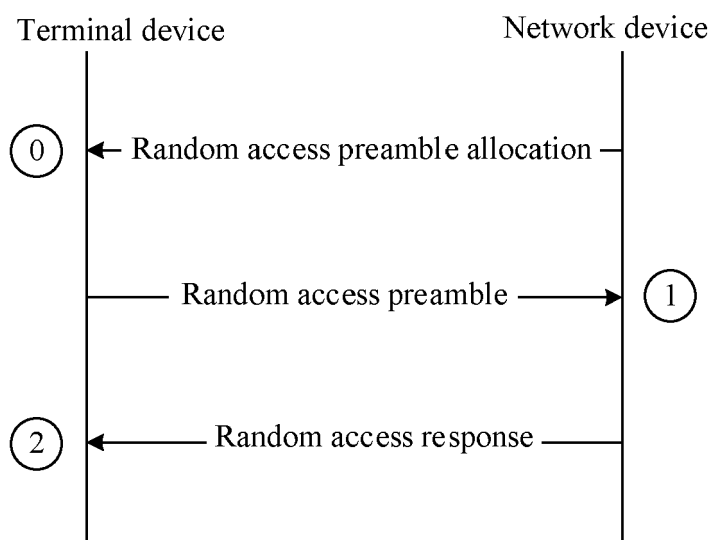 Terminal device
Network device
0
Random access preamble allocation
Random access preamble
1
2
Random access response